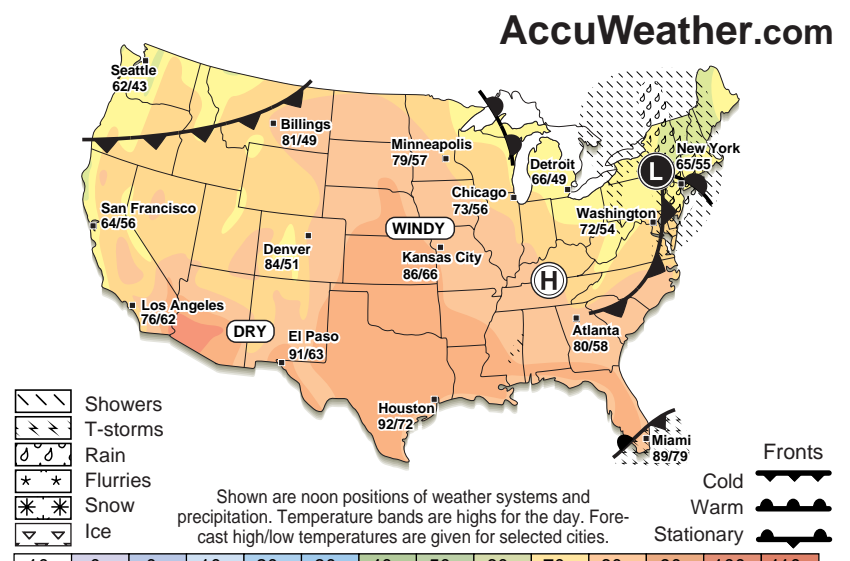 AccuWeather.com
Seattle
62/43
Billings
81/49
Minneapolis
79/57
New York
65/55
L
Detroit
66/49
Chicago
73/56
San Francisco
64/56
Washington
72/54
WINDY
Denver
84/51
Kansas City
86/66
H
Los Angeles
76/62
DRY
El Paso
91/63
Atlanta
80/58
Houston
92/72
Miami
89/79
Showers
T-storms
Rain
Flurries
Snow
Ice
Shown are noon positions of weather systems and
precipitation. Temperature bands are highs for the day. Fore-
cast high/low temperatures are given for selected cities.
Fronts
Cold
Warm
Stationary